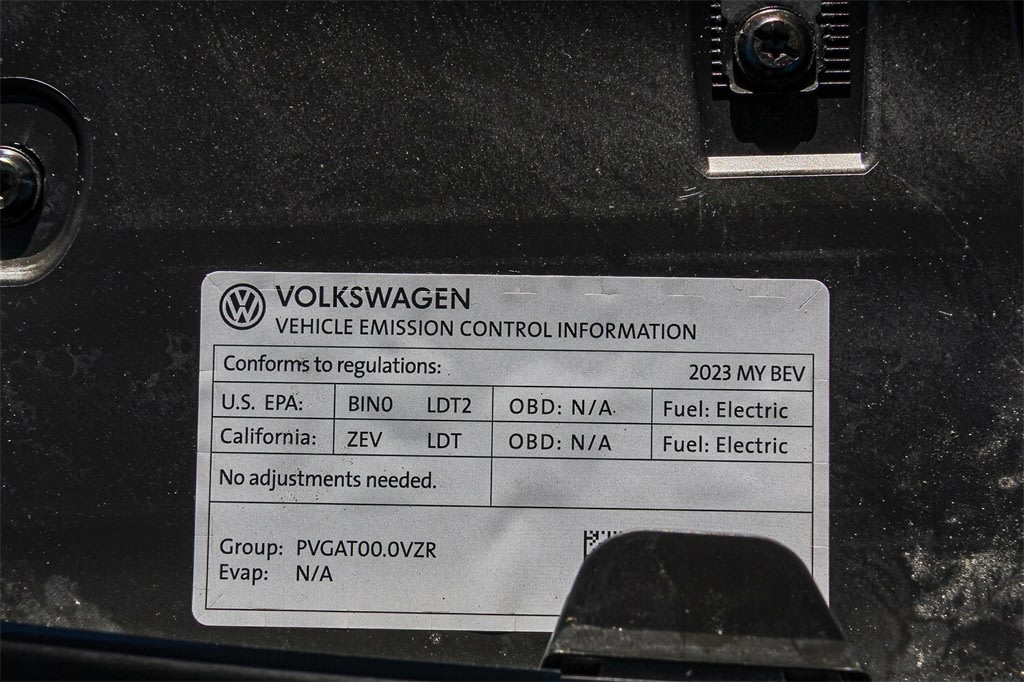 VOLKSWAGEN
VEHICLE EMISSION CONTROL INFORMATION
Conforms to regulations: 2023 MY BEV
U.S. EPA: BIN0 LDT2 OBD: N/A Fuel: Electric
California: ZEV LDT OBD: N/A Fuel: Electric
No adjustments needed.
Group: PVGAT00.0VZR
Evap: N/A